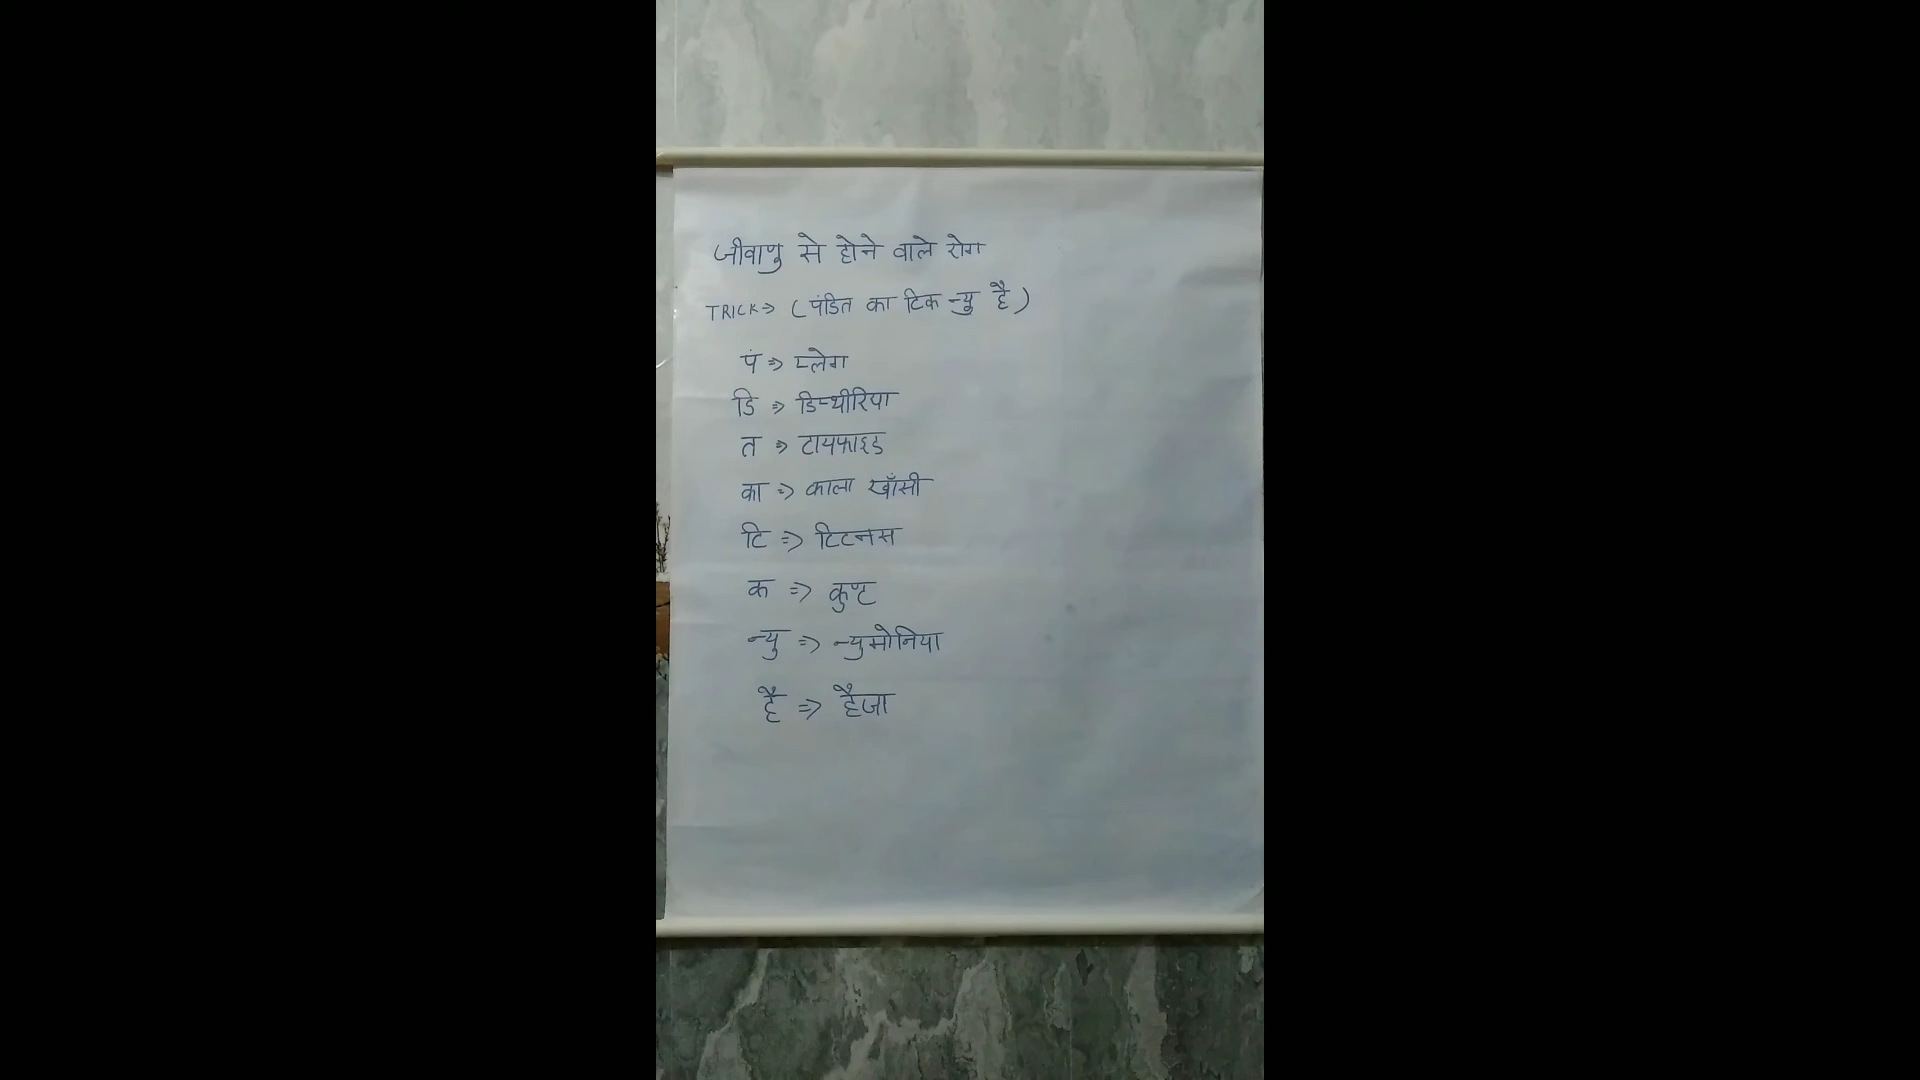 जीवाणु से होने वाले रोग
TRICK⇒ (पंडित का टिक न्यु है)
पं ⇒ प्लेग
डि ⇒ डिप्थीरिया
त ⇒ टायफाइड
का ⇒ काला खाँसी
टि ⇒ टिटनस
क ⇒ कुष्ट
न्यु ⇒ न्युमोनिया
है ⇒ हैजा